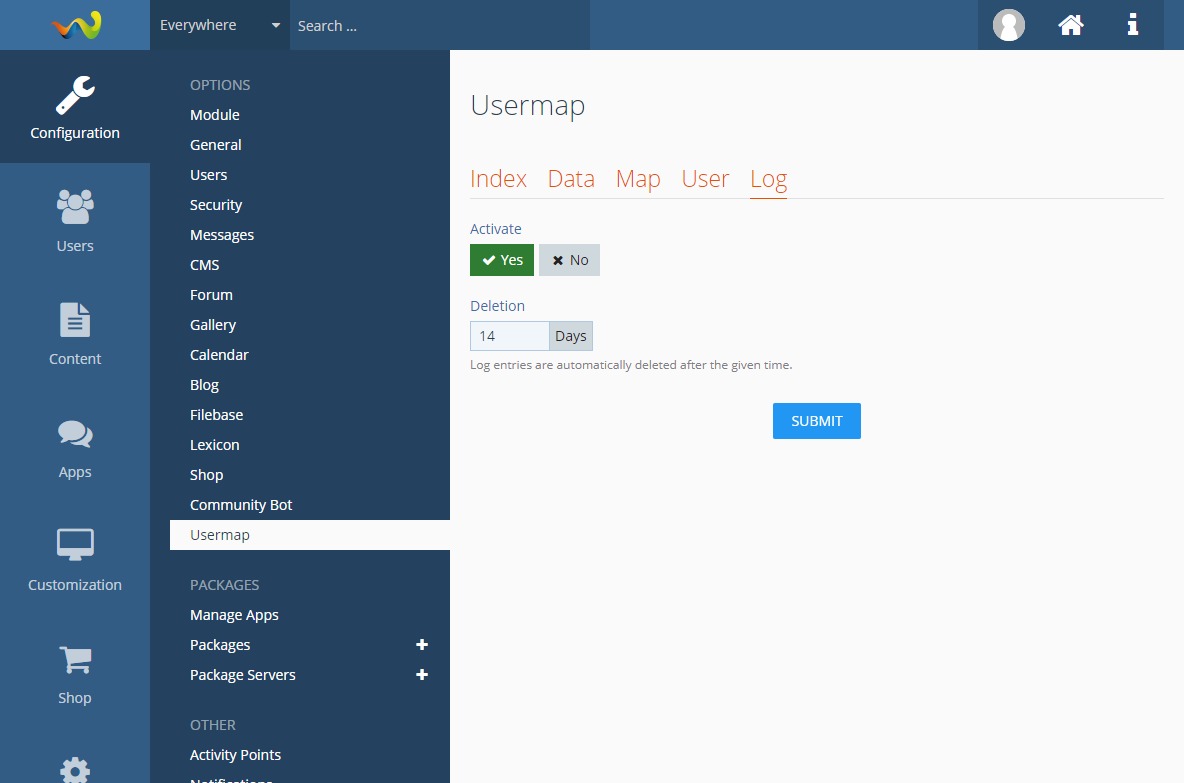 Everywhere
Search ...
Configuration
Users
Content
Apps
Customization
Shop
OPTIONS
Module
General
Users
Security
Messages
CMS
Forum
Gallery
Calendar
Blog
Filebase
Lexicon
Shop
Community Bot
Usermap
PACKAGES
Manage Apps
Packages
Package Servers
OTHER
Activity Points
Notifications
Usermap
Index Data Map User Log
Activate
Yes No
Deletion
14 Days
Log entries are automatically deleted after the given time.
SUBMIT